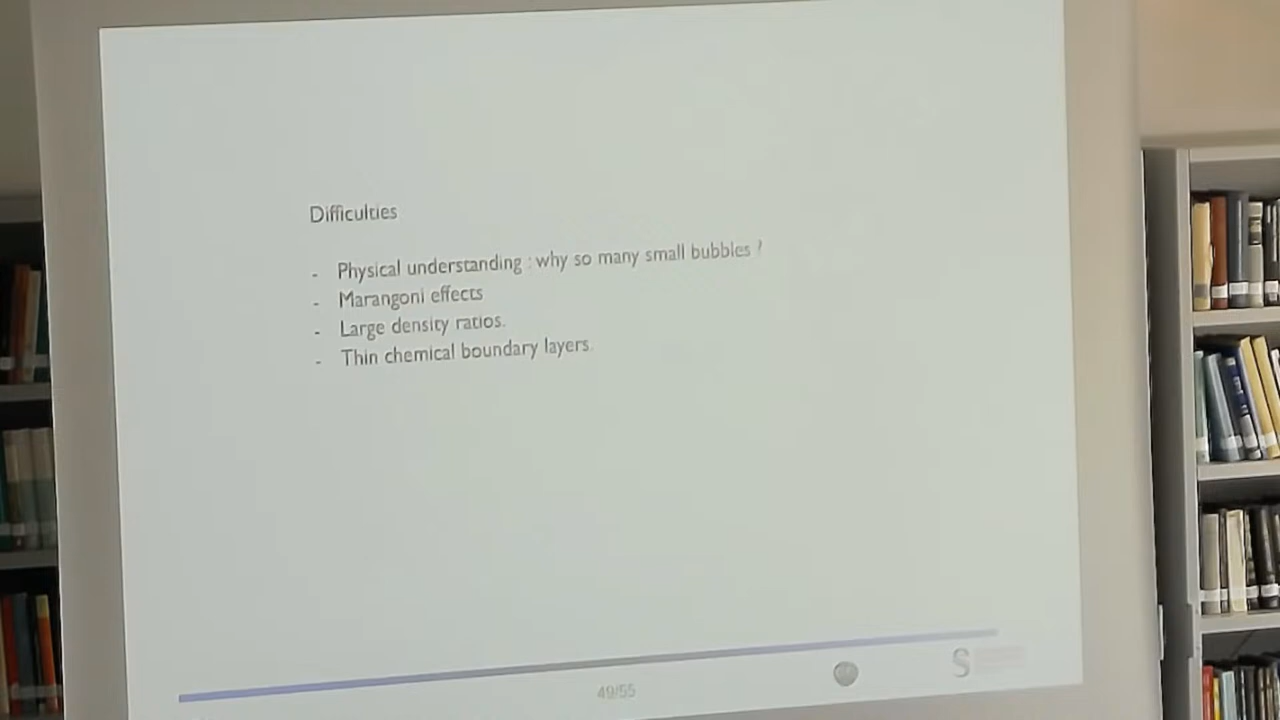 Difficulties
- Physical understanding : why so many small bubbles ?
- Marangoni effects
- Large density ratios.
- Thin chemical boundary layers.
49/55
S